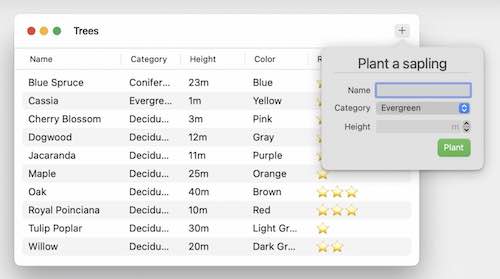 Trees
Plant a sapling
Name
Category Evergreen
Height m
Plant
Name Category Height Color R
Blue Spruce Conifer... 23m Blue
Cassia Evergre... 1m Yellow
Cherry Blossom Decidu... 3m Pink
Dogwood Decidu... 12m Gray
Jacaranda Decidu... 11m Purple
Maple Decidu... 25m Orange
Oak Decidu... 40m Brown
Royal Poinciana Decidu... 10m Red
Tulip Poplar Decidu... 30m Light Gr...
Willow Decidu... 20m Dark Gr...